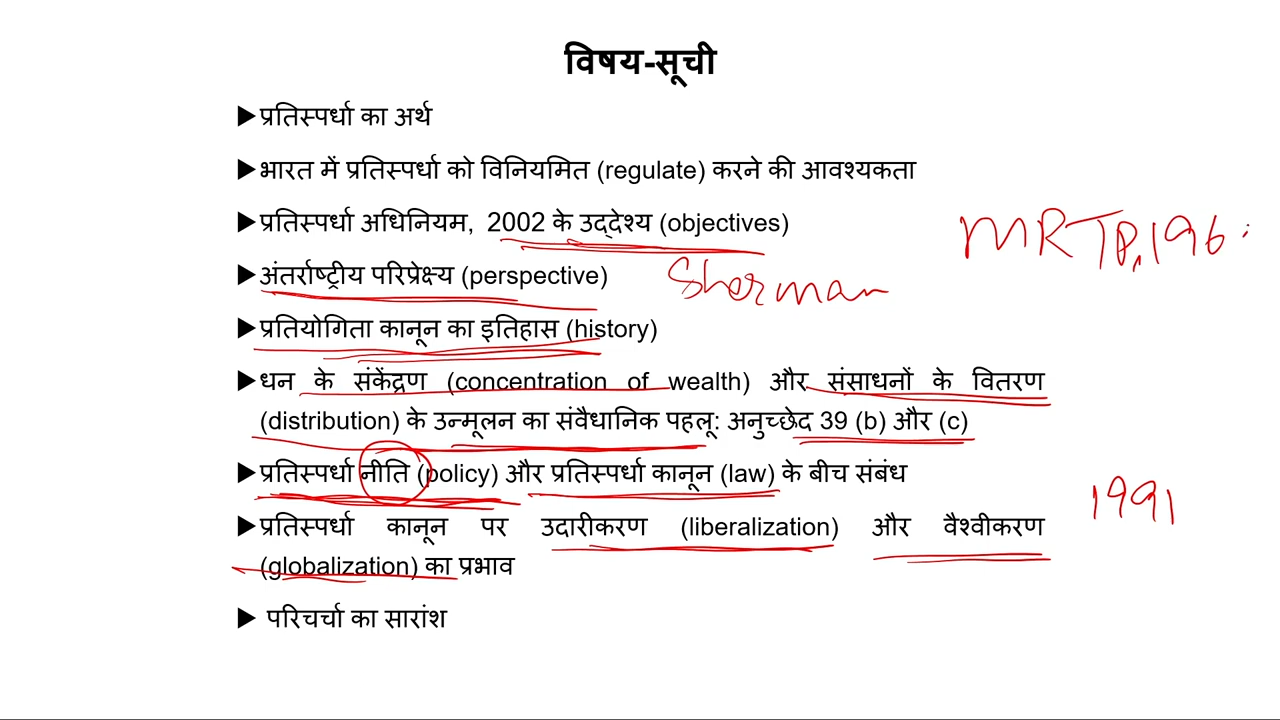 विषय-सूची
▶प्रतिस्पर्धा का अर्थ
▶भारत में प्रतिस्पर्धा को विनियमित (regulate) करने की आवश्यकता
▶प्रतिस्पर्धा अधिनियम, 2002 के उद्देश्य (objectives)
MRTP, 196
▶अंतर्राष्ट्रीय परिप्रेक्ष्य (perspective)
Sherman
▶प्रतियोगिता कानून का इतिहास (history)
▶धन के संकेंद्रण (concentration of wealth) और संसाधनों के वितरण
(distribution) के उन्मूलन का संवैधानिक पहलू: अनुच्छेद 39 (b) और (c)
▶प्रतिस्पर्धा नीति (policy) और प्रतिस्पर्धा कानून (law) के बीच संबंध
1991
▶प्रतिस्पर्धा कानून पर उदारीकरण (liberalization) और वैश्वीकरण
(globalization) का प्रभाव
▶ परिचर्चा का सारांश